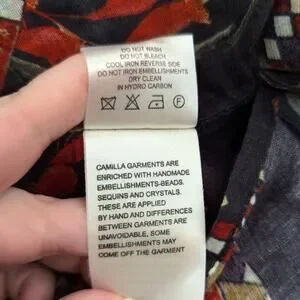 DO NOT WASH
DO NOT BLEACH
COOL IRON REVERSE SIDE
DO NOT IRON EMBELLISHMENTS
DRY CLEAN
IN HYDRO CARBON
F
CAMILLA GARMENTS ARE
ENRICHED WITH HANDMADE
EMBELLISHMENTS-BEADS,
SEQUINS AND CRYSTALS.
THESE ARE APPLIED
BY HAND AND DIFFERENCES
BETWEEN GARMENTS ARE
UNAVOIDABLE, SOME
EMBELLISHMENTS MAY
COME OFF THE GARMENT